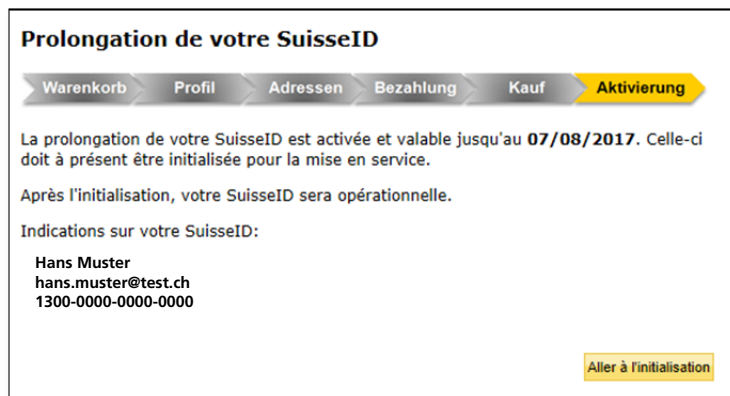 Prolongation de votre SuisseID
Warenkorb Profil Adressen Bezahlung Kauf Aktivierung
La prolongation de votre SuisseID est activée et valable jusqu'au 07/08/2017. Celle-ci
doit à présent être initialisée pour la mise en service.
Après l'initialisation, votre SuisseID sera opérationnelle.
Indications sur votre SuisseID:
Hans Muster
hans.muster@test.ch
1300-0000-0000-0000
Aller à l'initialisation